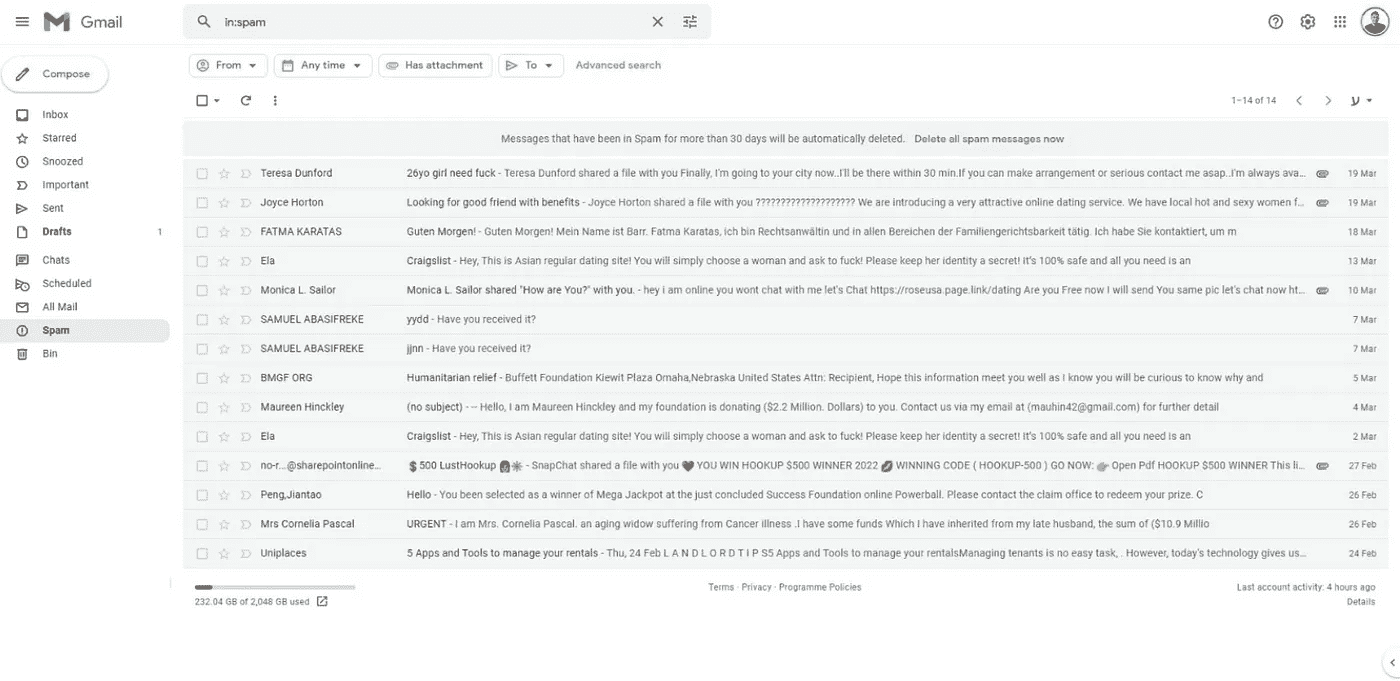 Gmail
in:spam
Compose
From Any time Has attachment To Advanced search
1–14 of 14
Inbox
Starred
Snoozed
Important
Sent
Drafts 1
Chats
Scheduled
All Mail
Spam
Bin
Messages that have been in Spam for more than 30 days will be automatically deleted. Delete all spam messages now
Teresa Dunford 26yo girl need fuck - Teresa Dunford shared a file with you Finally, I'm going to your city now..I'll be there within 30 min.If you can make arrangement or serious contact me asap..I'm always ava... 19 Mar
Joyce Horton Looking for good friend with benefits - Joyce Horton shared a file with you ???????????????????? We are introducing a very attractive online dating service. We have local hot and sexy women f... 19 Mar
FATMA KARATAS Guten Morgen! - Guten Morgen! Mein Name ist Barr. Fatma Karatas, ich bin Rechtsanwältin und in allen Bereichen der Familiengerichtsbarkeit tätig. Ich habe Sie kontaktiert, um m 18 Mar
Ela Craigslist - Hey, This is Asian regular dating site! You will simply choose a woman and ask to fuck! Please keep her identity a secret! It's 100% safe and all you need is an 13 Mar
Monica L. Sailor Monica L. Sailor shared "How are You?" with you. - hey i am online you wont chat with me let's Chat https://roseusa.page.link/dating Are you Free now I will send You same pic let's chat now ht... 10 Mar
SAMUEL ABASIFREKE yydd - Have you received it? 7 Mar
SAMUEL ABASIFREKE jjnn - Have you received it? 7 Mar
BMGF ORG Humanitarian relief - Buffett Foundation Kiewit Plaza Omaha,Nebraska United States Attn: Recipient, Hope this information meet you well as I know you will be curious to know why and 5 Mar
Maureen Hinckley (no subject) - -- Hello, I am Maureen Hinckley and my foundation is donating ($2.2 Million. Dollars) to you. Contact us via my email at (mauhin42@gmail.com) for further detail 4 Mar
Ela Craigslist - Hey, This is Asian regular dating site! You will simply choose a woman and ask to fuck! Please keep her identity a secret! It's 100% safe and all you need is an 2 Mar
no-r...@sharepointonline... 💲500 LustHookup - SnapChat shared a file with you 🖤 YOU WIN HOOKUP $500 WINNER 2022 💋 WINNING CODE ( HOOKUP-500 ) GO NOW: 👉 Open Pdf HOOKUP $500 WINNER This li... 27 Feb
Peng,Jiantao Hello - You been selected as a winner of Mega Jackpot at the just concluded Success Foundation online Powerball. Please contact the claim office to redeem your prize. C 26 Feb
Mrs Cornelia Pascal URGENT - I am Mrs. Cornelia Pascal. an aging widow suffering from Cancer illness .I have some funds Which I have inherited from my late husband, the sum of ($10.9 Millio 26 Feb
Uniplaces 5 Apps and Tools to manage your rentals - Thu, 24 Feb L A N D L O R D T I P S5 Apps and Tools to manage your rentalsManaging tenants is no easy task, . However, today's technology gives us... 24 Feb
Terms · Privacy · Programme Policies
Last account activity: 4 hours ago
232.04 GB of 2,048 GB used
Details